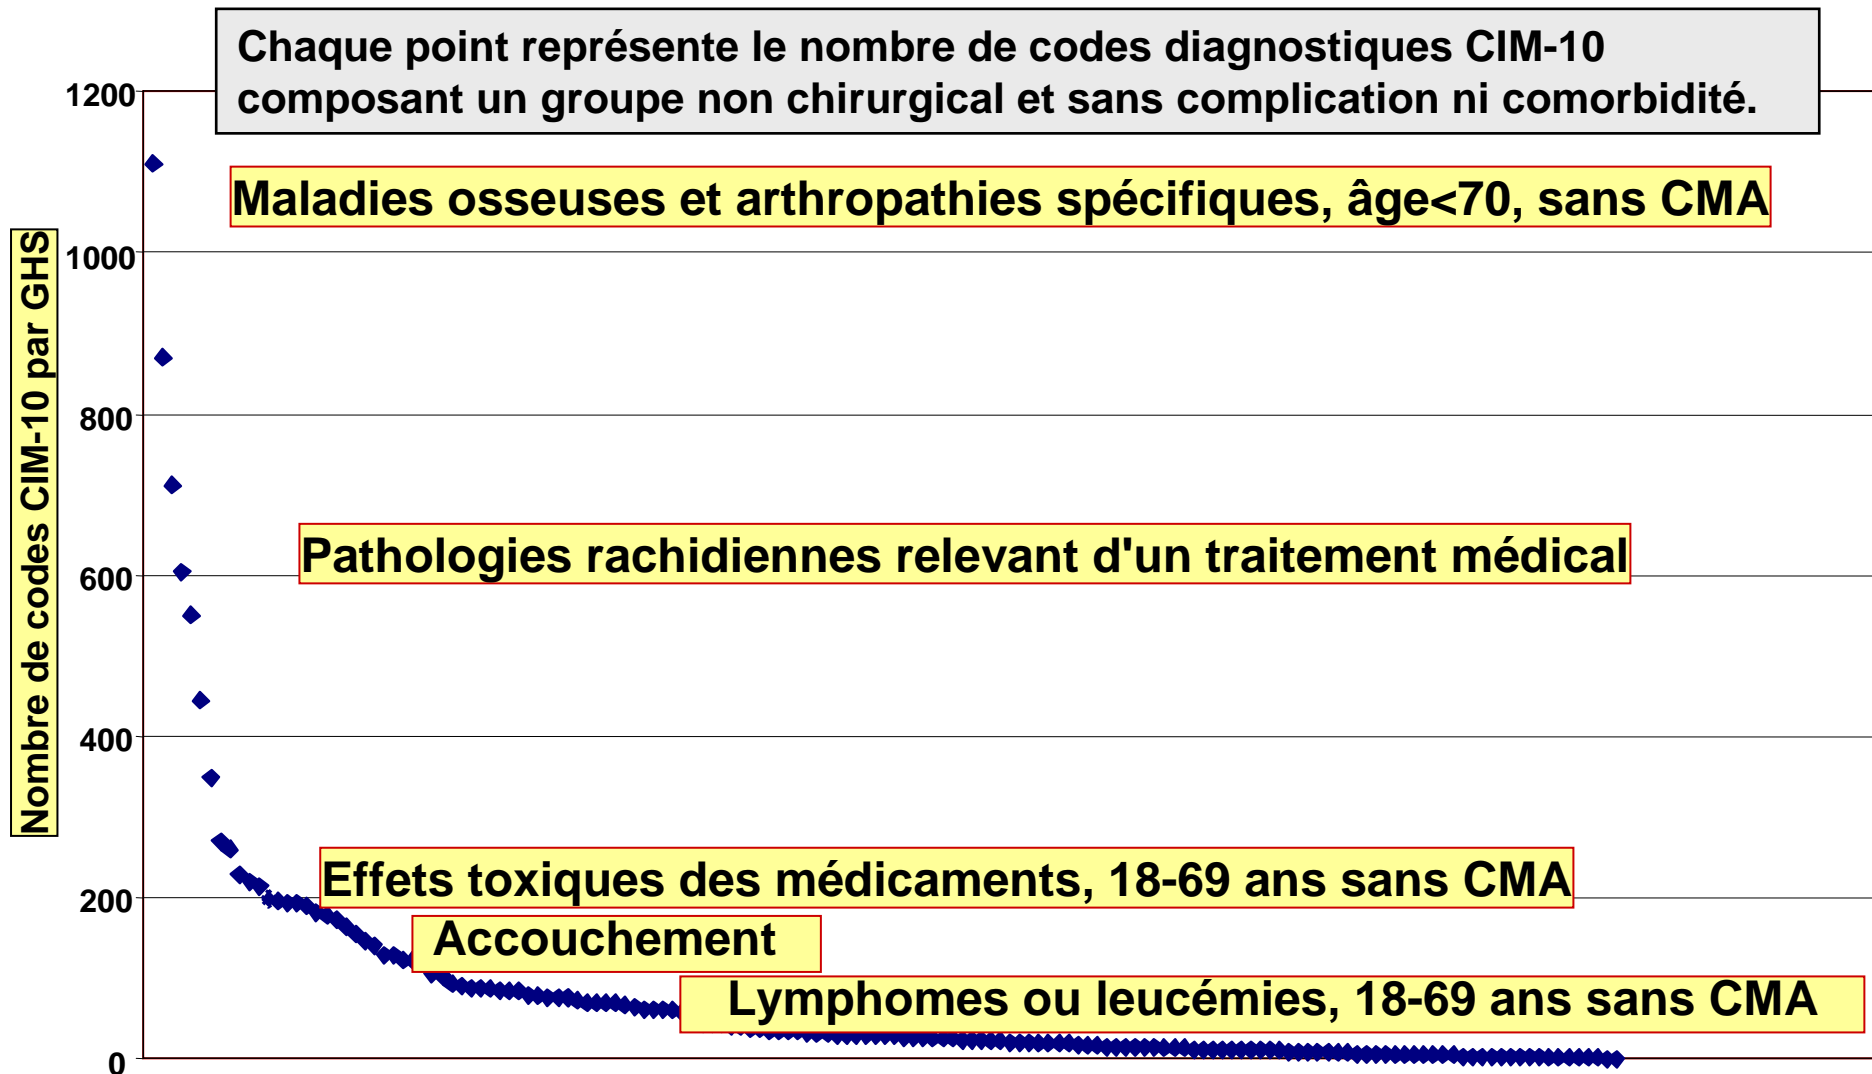 Chaque point représente le nombre de codes diagnostiques CIM-10
composant un groupe non chirurgical et sans complication ni comorbidité.
1200
Maladies osseuses et arthropathies spécifiques, âge<70, sans CMA
Nombre de codes CIM-10 par GHS
1000
800
Pathologies rachidiennes relevant d'un traitement médical
600
400
Effets toxiques des médicaments, 18-69 ans sans CMA
200
Accouchement
Lymphomes ou leucémies, 18-69 ans sans CMA
0